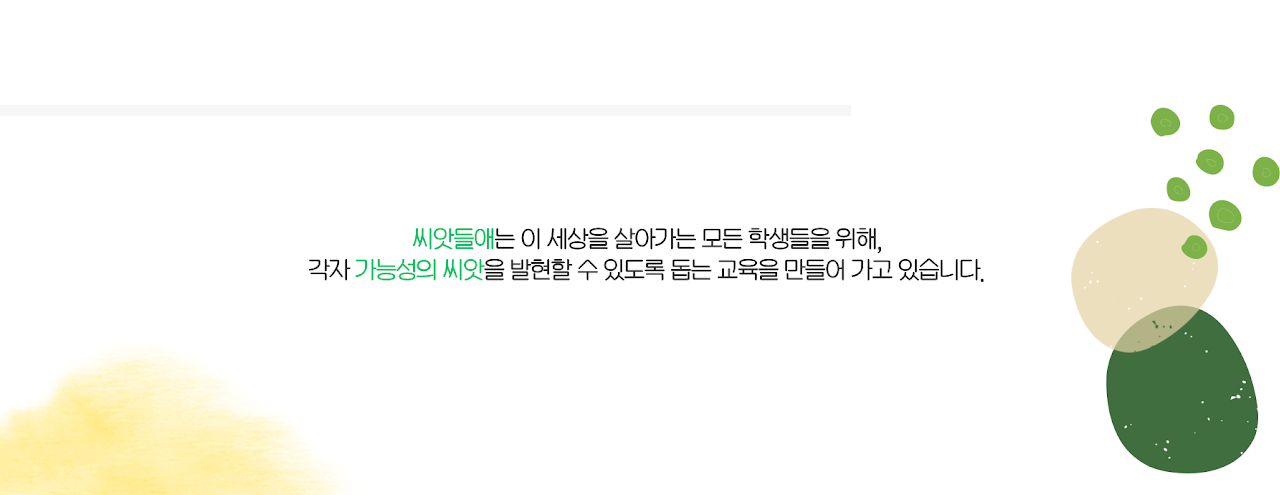 씨앗들애는 이 세상을 살아가는 모든 학생들을 위해,
각자 가능성의 씨앗을 발현할 수 있도록 돕는 교육을 만들어 가고 있습니다.